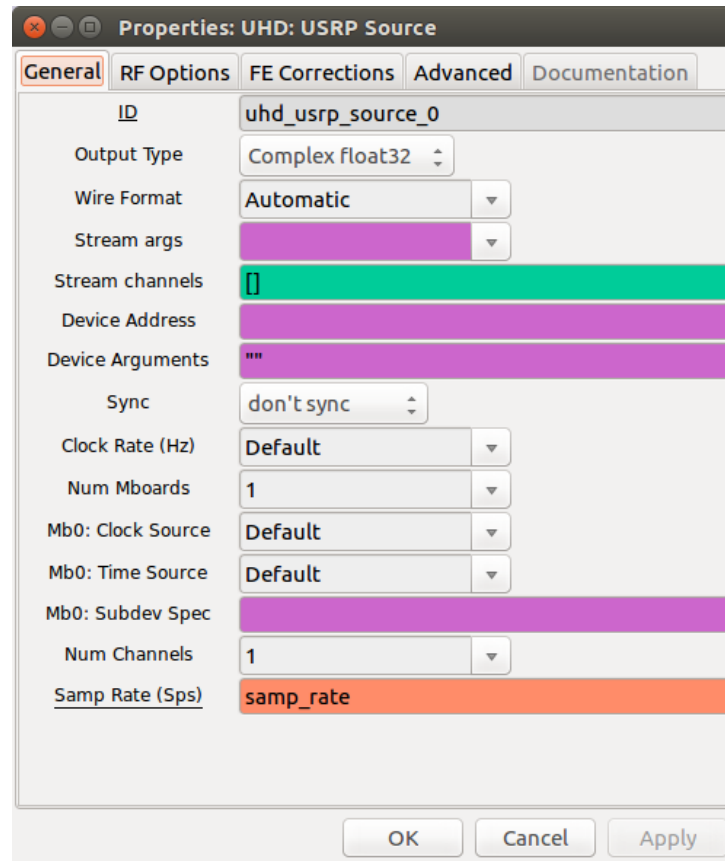 Properties: UHD: USRP Source
General RF Options FE Corrections Advanced Documentation
ID uhd_usrp_source_0
Output Type Complex float32
Wire Format Automatic
Stream args
Stream channels []
Device Address
Device Arguments ""
Sync don't sync
Clock Rate (Hz) Default
Num Mboards 1
Mb0: Clock Source Default
Mb0: Time Source Default
Mb0: Subdev Spec
Num Channels 1
Samp Rate (Sps) samp_rate
OK Cancel Apply